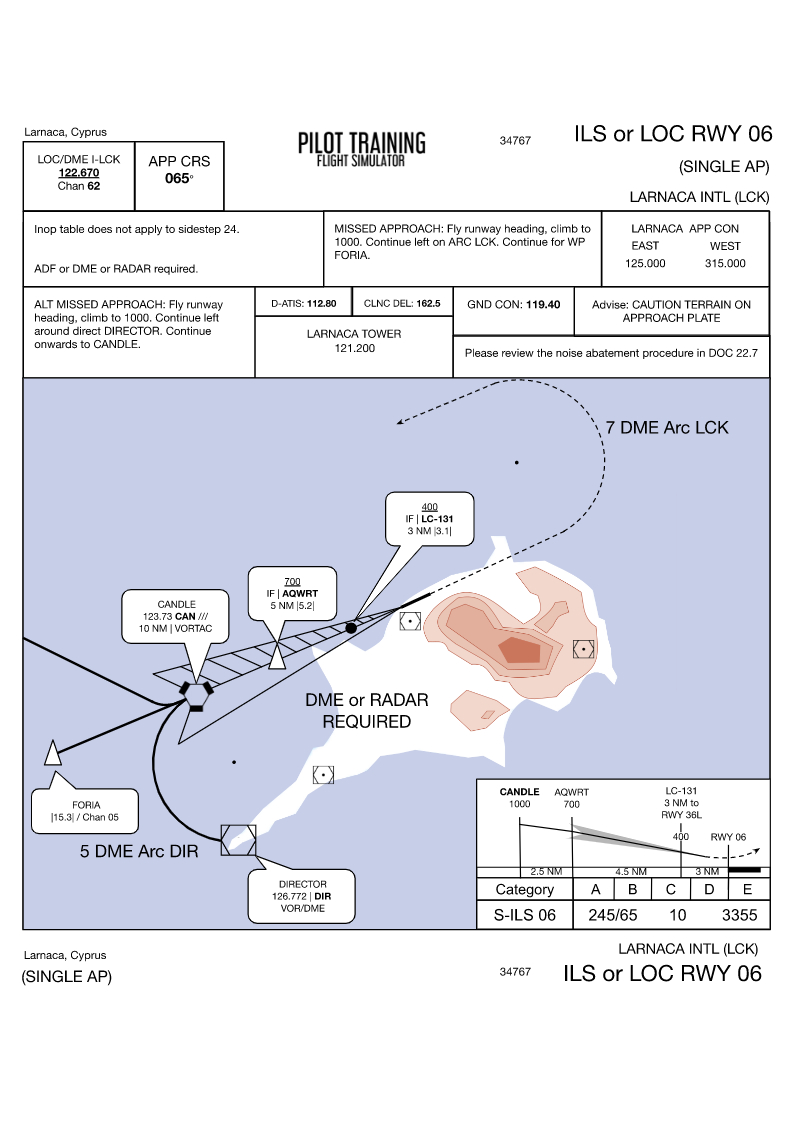 Larnaca, Cyprus
PILOT TRAINING
FLIGHT SIMULATOR
34767
ILS or LOC RWY 06
(SINGLE AP)
LARNACA INTL (LCK)
LOC/DME I-LCK
122.670
Chan 62
APP CRS
065°
Inop table does not apply to sidestep 24.
ADF or DME or RADAR required.
MISSED APPROACH: Fly runway heading, climb to
1000. Continue left on ARC LCK. Continue for WP
FORIA.
LARNACA APP CON
EAST WEST
125.000 315.000
ALT MISSED APPROACH: Fly runway
heading, climb to 1000. Continue left
around direct DIRECTOR. Continue
onwards to CANDLE.
D-ATIS: 112.80
CLNC DEL: 162.5
LARNACA TOWER
121.200
GND CON: 119.40
Advise: CAUTION TERRAIN ON
APPROACH PLATE
Please review the noise abatement procedure in DOC 22.7
7 DME Arc LCK
400
IF | LC-131
3 NM |3.1|
700
IF | AQWRT
5 NM |5.2|
CANDLE
123.73 CAN ///
10 NM | VORTAC
DME or RADAR
REQUIRED
FORIA
|15.3| / Chan 05
5 DME Arc DIR
DIRECTOR
126.772 | DIR
VOR/DME
CANDLE
1000
AQWRT
700
LC-131
3 NM to
RWY 36L
400
RWY 06
2.5 NM 4.5 NM 3 NM
Category A B C D E
S-ILS 06 245/65 10 3355
Larnaca, Cyprus
(SINGLE AP)
34767
LARNACA INTL (LCK)
ILS or LOC RWY 06